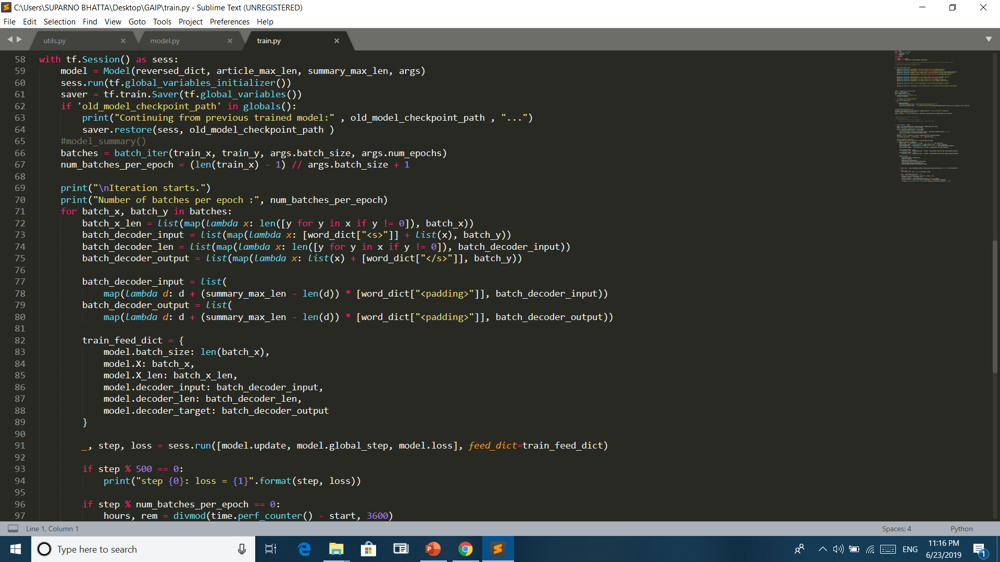 C:\Users\SUPARNO BHATTA\Desktop\GAIP\train.py - Sublime Text (UNREGISTERED)
File Edit Selection Find View Goto Tools Project Preferences Help
utils.py model.py train.py
58 with tf.Session() as sess:
59     model = Model(reversed_dict, article_max_len, summary_max_len, args)
60     sess.run(tf.global_variables_initializer())
61     saver = tf.train.Saver(tf.global_variables())
62     if 'old_model_checkpoint_path' in globals():
63         print("Continuing from previous trained model:" , old_model_checkpoint_path , "...")
64         saver.restore(sess, old_model_checkpoint_path )
65     #model_summary()
66     batches = batch_iter(train_x, train_y, args.batch_size, args.num_epochs)
67     num_batches_per_epoch = (len(train_x) - 1) // args.batch_size + 1
68
69     print("\nIteration starts.")
70     print("Number of batches per epoch :", num_batches_per_epoch)
71     for batch_x, batch_y in batches:
72         batch_x_len = list(map(lambda x: len([y for y in x if y != 0]), batch_x))
73         batch_decoder_input = list(map(lambda x: [word_dict["<s>"]] + list(x), batch_y))
74         batch_decoder_len = list(map(lambda x: len([y for y in x if y != 0]), batch_decoder_input))
75         batch_decoder_output = list(map(lambda x: list(x) + [word_dict["</s>"]], batch_y))
76
77         batch_decoder_input = list(
78             map(lambda d: d + (summary_max_len - len(d)) * [word_dict["<padding>"]], batch_decoder_input))
79         batch_decoder_output = list(
80             map(lambda d: d + (summary_max_len - len(d)) * [word_dict["<padding>"]], batch_decoder_output))
81
82         train_feed_dict = {
83             model.batch_size: len(batch_x),
84             model.X: batch_x,
85             model.X_len: batch_x_len,
86             model.decoder_input: batch_decoder_input,
87             model.decoder_len: batch_decoder_len,
88             model.decoder_target: batch_decoder_output
89         }
90
91         _, step, loss = sess.run([model.update, model.global_step, model.loss], feed_dict=train_feed_dict)
92
93         if step % 500 == 0:
94             print("step {0}: loss = {1}".format(step, loss))
95
96         if step % num_batches_per_epoch == 0:
97             hours, rem = divmod(time.perf_counter() - start, 3600)
Line 1, Column 1 Spaces: 4 Python
Type here to search ENG 11:16 PM
6/23/2019 1